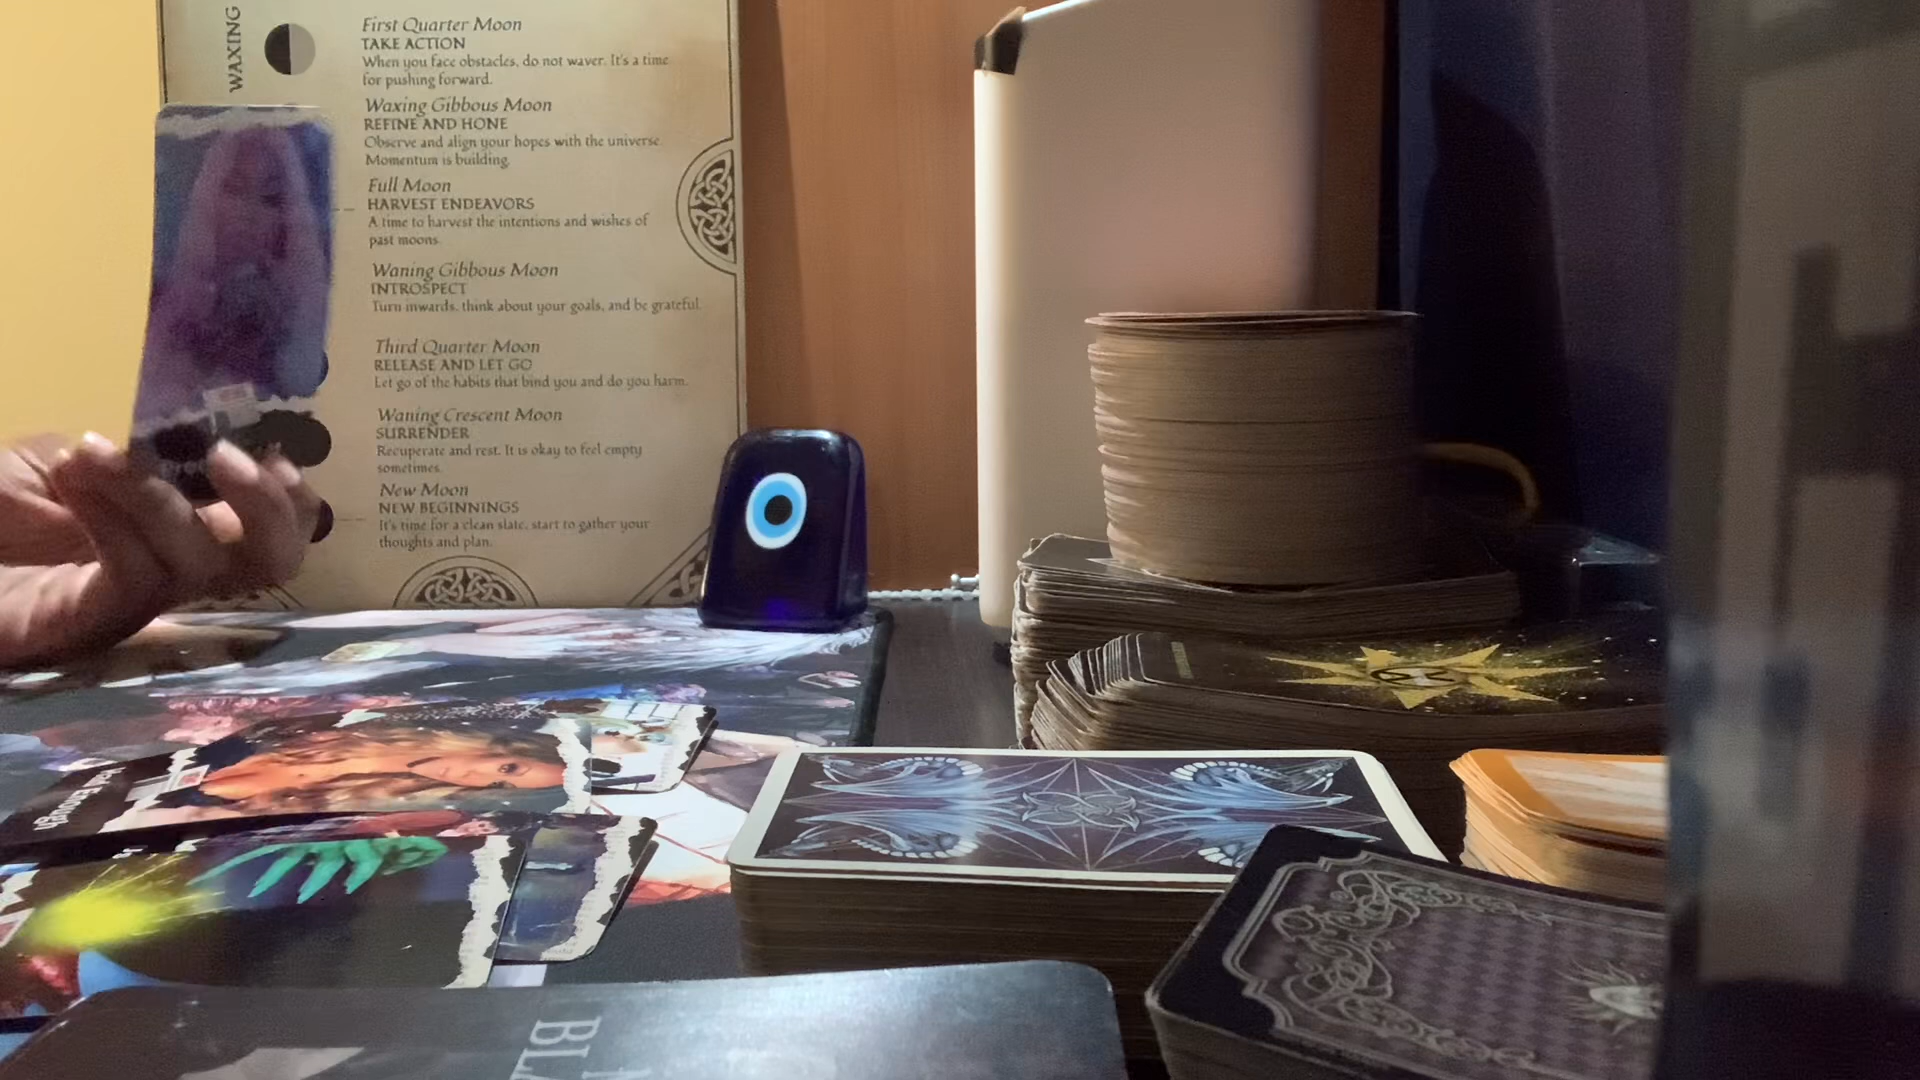 WAXING
First Quarter Moon
TAKE ACTION
When you face obstacles, do not waver. It's a time
for pushing forward.
Waxing Gibbous Moon
REFINE AND HONE
Observe and align your hopes with the universe.
Momentum is building.
Full Moon
HARVEST ENDEAVORS
A time to harvest the intentions and wishes of
past moons.
Waning Gibbous Moon
INTROSPECT
Turn inwards, think about your goals, and be grateful.
Third Quarter Moon
RELEASE AND LET GO
Let go of the habits that bind you and do you harm.
Waning Crescent Moon
SURRENDER
Recuperate and rest. It is okay to feel empty
sometimes.
New Moon
NEW BEGINNINGS
It's time for a clean slate, start to gather your
thoughts and plan.